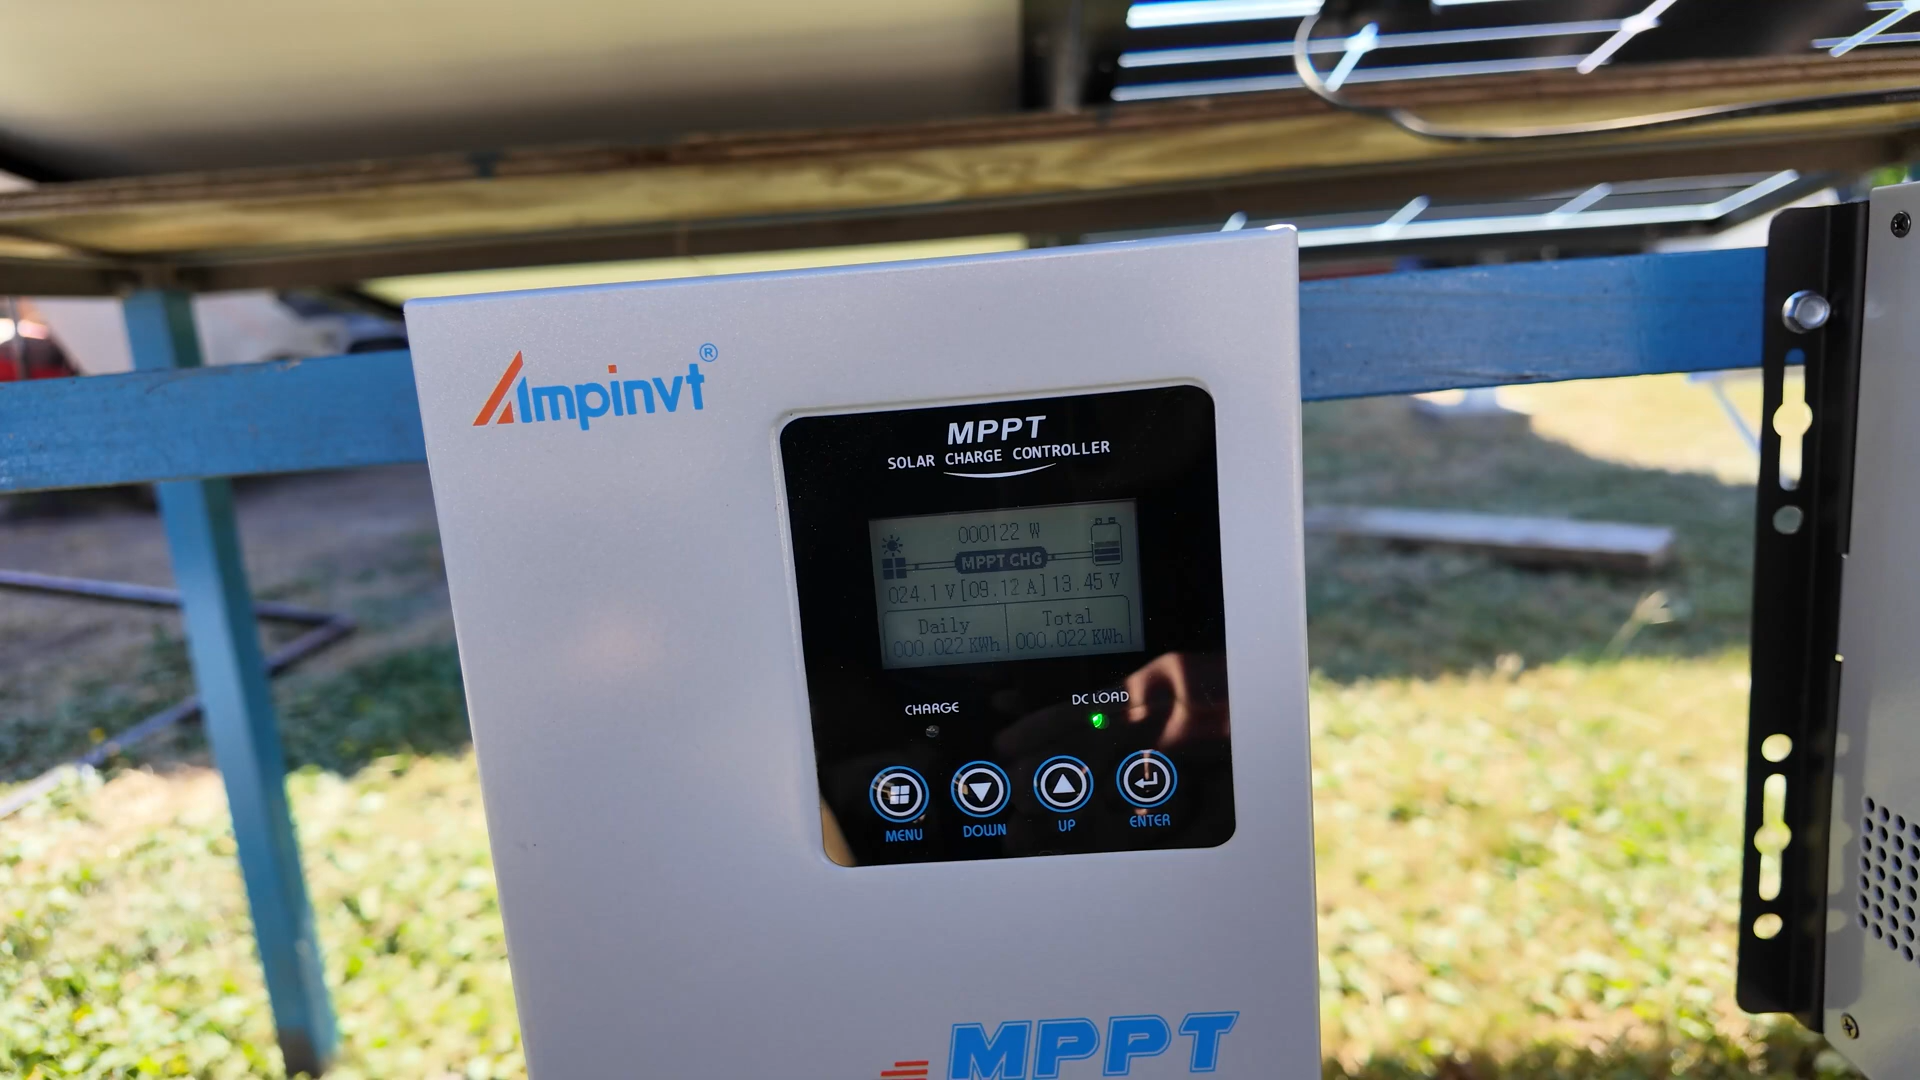 Ampinvt®
MPPT
SOLAR CHARGE CONTROLLER
000122 W
MPPT CHG
024.1 V [09.12 A] 13.45 V
Daily Total
000.022 KWh 000.022 KWh
CHARGE DC LOAD
MENU DOWN UP ENTER
MPPT